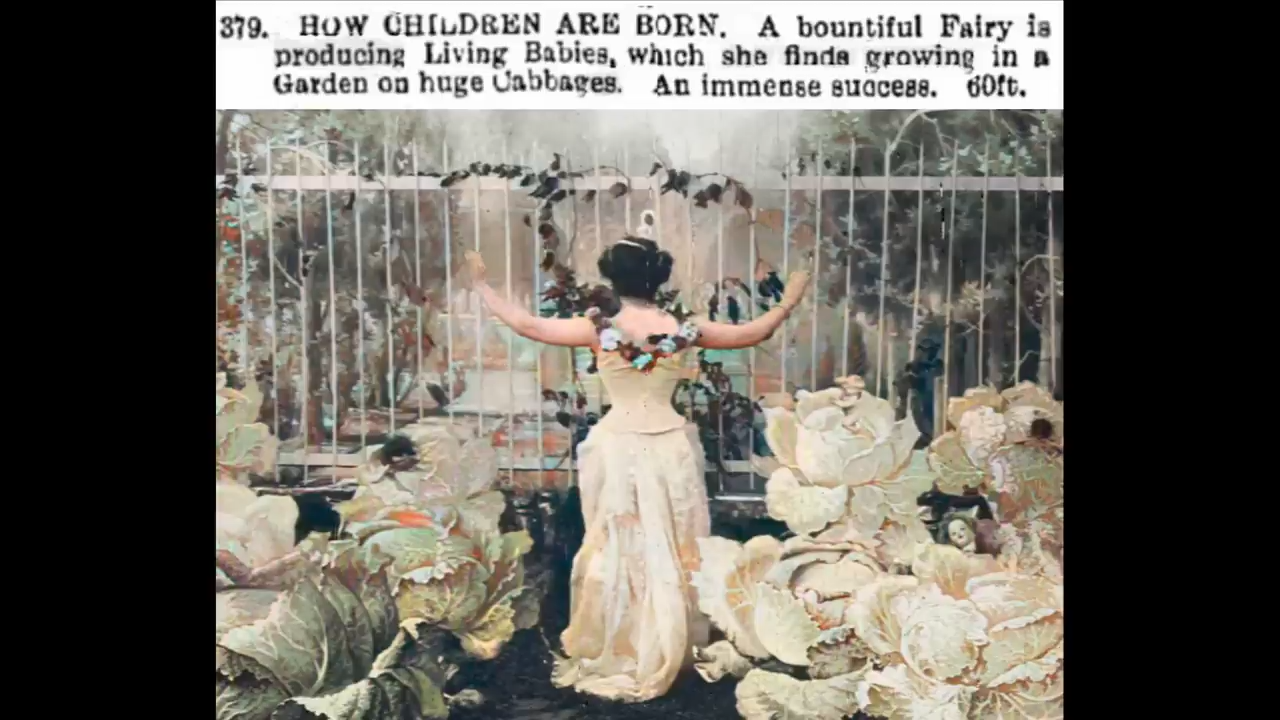 379. HOW CHILDREN ARE BORN. A bountiful Fairy is
producing Living Babies, which she finds growing in a
Garden on huge Cabbages. An immense success. 60ft.